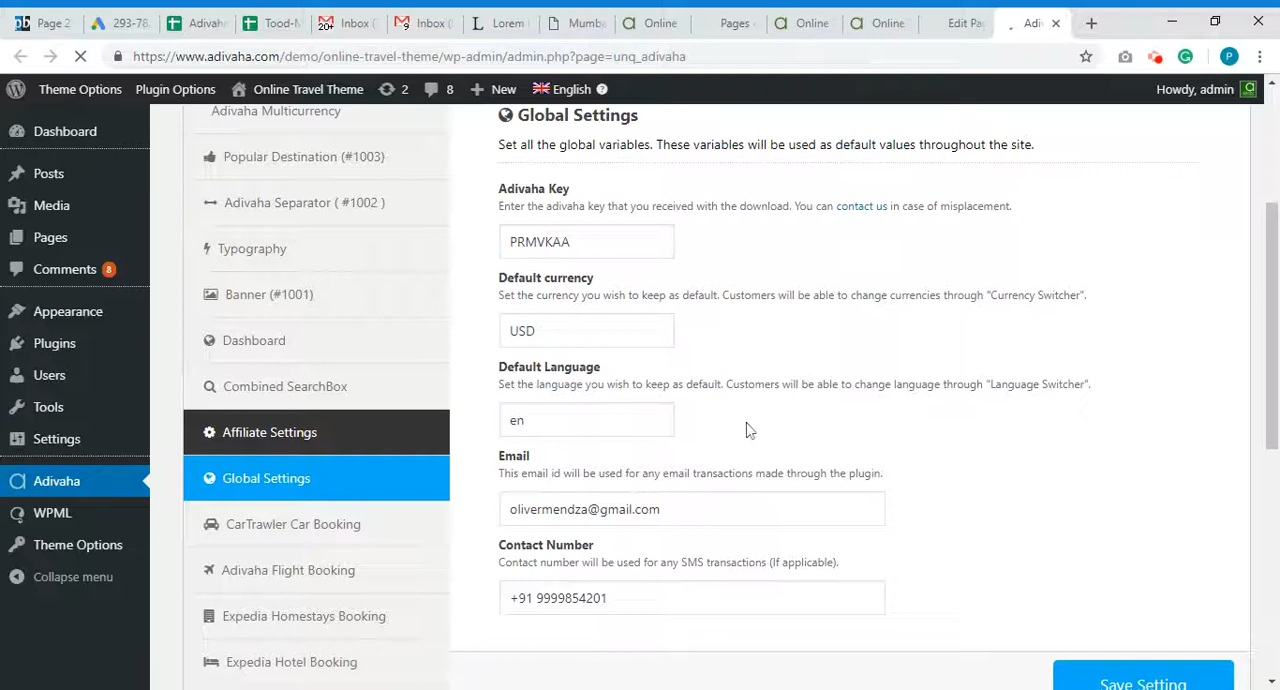 Page 2
293-78
Adivah
Tood-M
Inbox (
Inbox (
Lorem
Mumba
Online
Pages
Online
Online
Edit Pa
Adi
https://www.adivaha.com/demo/online-travel-theme/wp-admin/admin.php?page=unq_adivaha
P
Theme Options
Plugin Options
Online Travel Theme
2
8
New
English
Howdy, admin
Dashboard
Posts
Media
Pages
Comments 8
Appearance
Plugins
Users
Tools
Settings
Adivaha
WPML
Theme Options
Collapse menu
Adivaha Multicurrency
Popular Destination (#1003)
Adivaha Separator ( #1002 )
Typography
Banner (#1001)
Dashboard
Combined SearchBox
Affiliate Settings
Global Settings
CarTrawler Car Booking
Adivaha Flight Booking
Expedia Homestays Booking
Expedia Hotel Booking
Global Settings
Set all the global variables. These variables will be used as default values throughout the site.
Adivaha Key
Enter the adivaha key that you received with the download. You can contact us in case of misplacement.
PRMVKAA
Default currency
Set the currency you wish to keep as default. Customers will be able to change currencies through "Currency Switcher".
USD
Default Language
Set the language you wish to keep as default. Customers will be able to change language through "Language Switcher".
en
Email
This email id will be used for any email transactions made through the plugin.
olivermendza@gmail.com
Contact Number
Contact number will be used for any SMS transactions (If applicable).
+91 9999854201
Save Setting